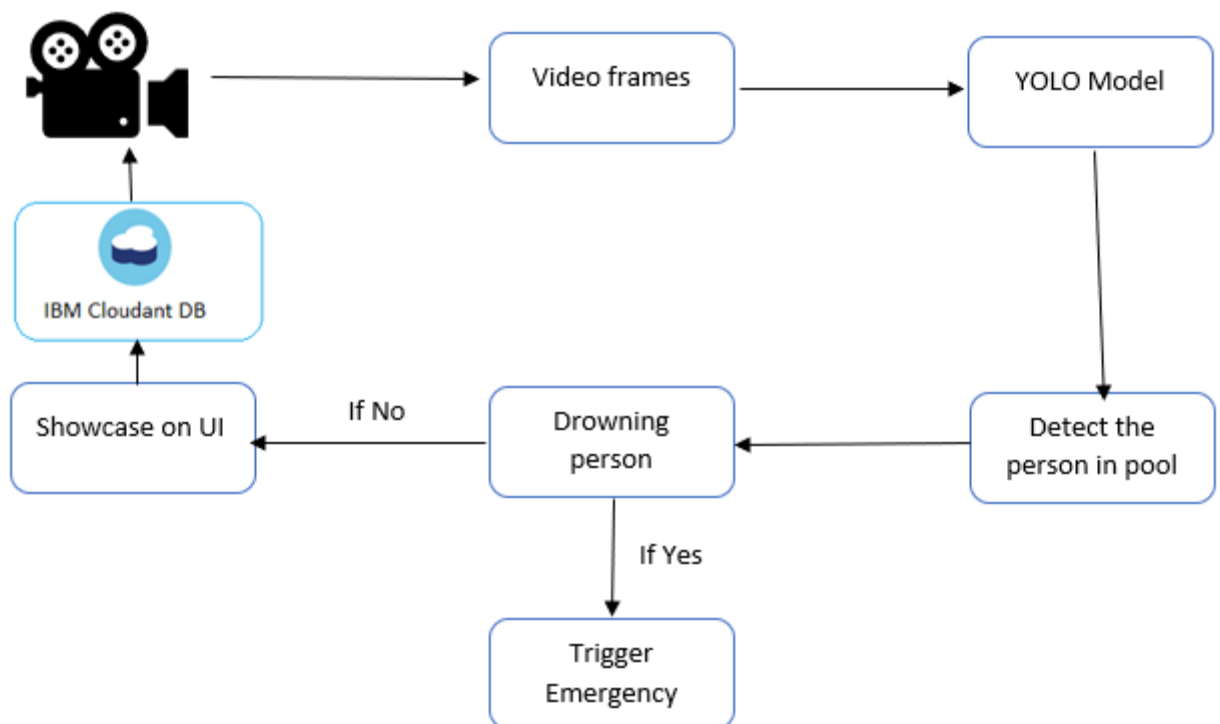 Video frames
YOLO Model
IBM Cloudant DB
Showcase on UI
If No
Drowning
person
Detect the
person in pool
If Yes
Trigger
Emergency